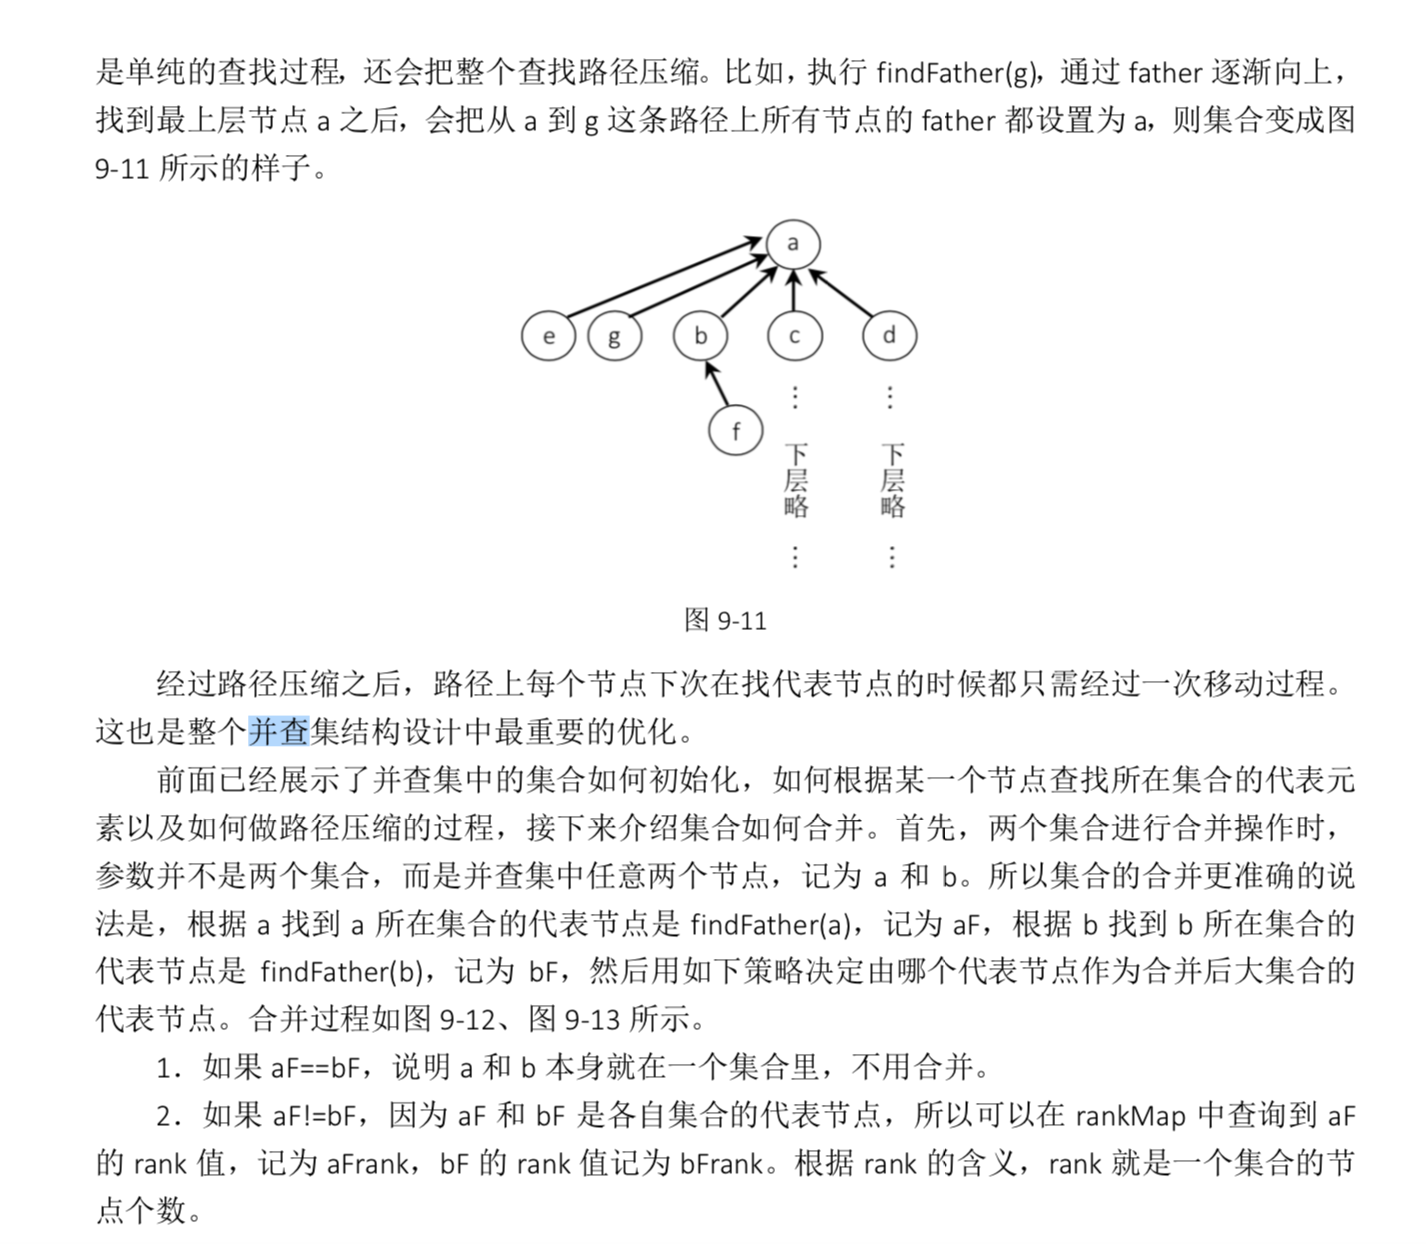 是单纯的查找过程，还会把整个查找路径压缩。比如，执行 findFather(g)，通过 father 逐渐向上，
找到最上层节点 a 之后，会把从 a 到 g 这条路径上所有节点的 father 都设置为 a，则集合变成图
9-11 所示的样子。
a
e g b c d
f
⋮ ⋮
下层略 下层略
⋮ ⋮
图 9-11
经过路径压缩之后，路径上每个节点下次在找代表节点的时候都只需经过一次移动过程。
这也是整个并查集结构设计中最重要的优化。
前面已经展示了并查集中的集合如何初始化，如何根据某一个节点查找所在集合的代表元
素以及如何做路径压缩的过程，接下来介绍集合如何合并。首先，两个集合进行合并操作时，
参数并不是两个集合，而是并查集中任意两个节点，记为 a 和 b。所以集合的合并更准确的说
法是，根据 a 找到 a 所在集合的代表节点是 findFather(a)，记为 aF，根据 b 找到 b 所在集合的
代表节点是 findFather(b)，记为 bF，然后用如下策略决定由哪个代表节点作为合并后大集合的
代表节点。合并过程如图 9-12、图 9-13 所示。
1．如果 aF==bF，说明 a 和 b 本身就在一个集合里，不用合并。
2．如果 aF!=bF，因为 aF 和 bF 是各自集合的代表节点，所以可以在 rankMap 中查询到 aF
的 rank 值，记为 aFrank，bF 的 rank 值记为 bFrank。根据 rank 的含义，rank 就是一个集合的节
点个数。